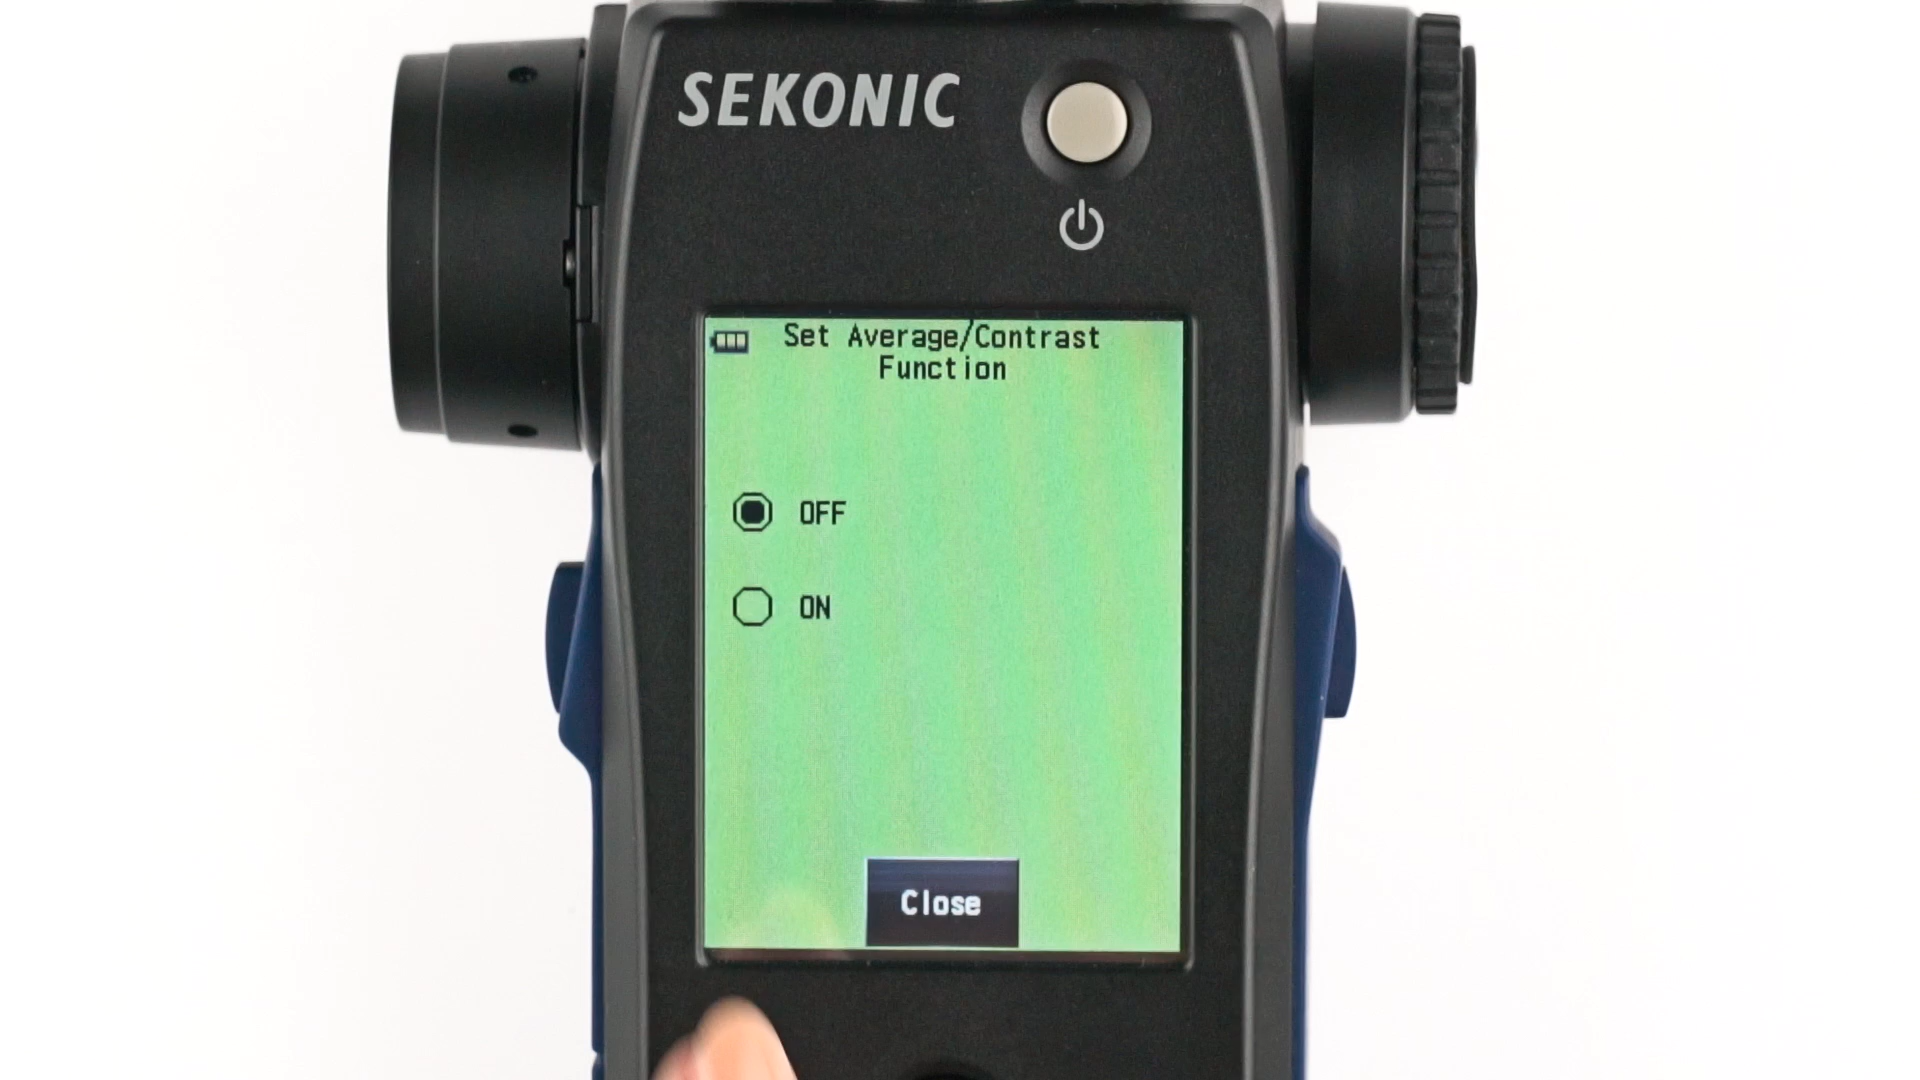 SEKONIC
Set Average/Contrast
Function
OFF
ON
Close